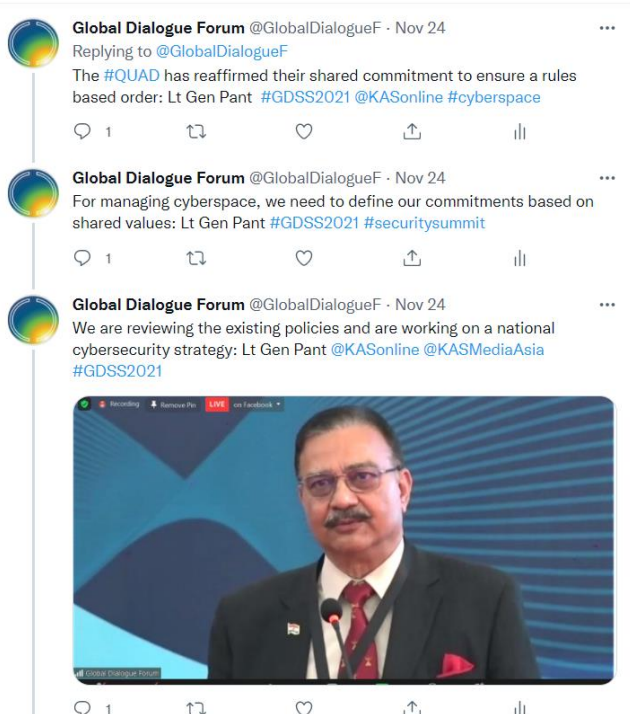 Global Dialogue Forum @GlobalDialogueF · Nov 24
Replying to @GlobalDialogueF
The #QUAD has reaffirmed their shared commitment to ensure a rules
based order: Lt Gen Pant #GDSS2021 @KASonline #cyberspace
1
Global Dialogue Forum @GlobalDialogueF · Nov 24
For managing cyberspace, we need to define our commitments based on
shared values: Lt Gen Pant #GDSS2021 #securitysummit
1
Global Dialogue Forum @GlobalDialogueF · Nov 24
We are reviewing the existing policies and are working on a national
cybersecurity strategy: Lt Gen Pant @KASonline @KASMediaAsia
#GDSS2021
Recording Remove Pin LIVE on Facebook
Global Dialogue Forum
1